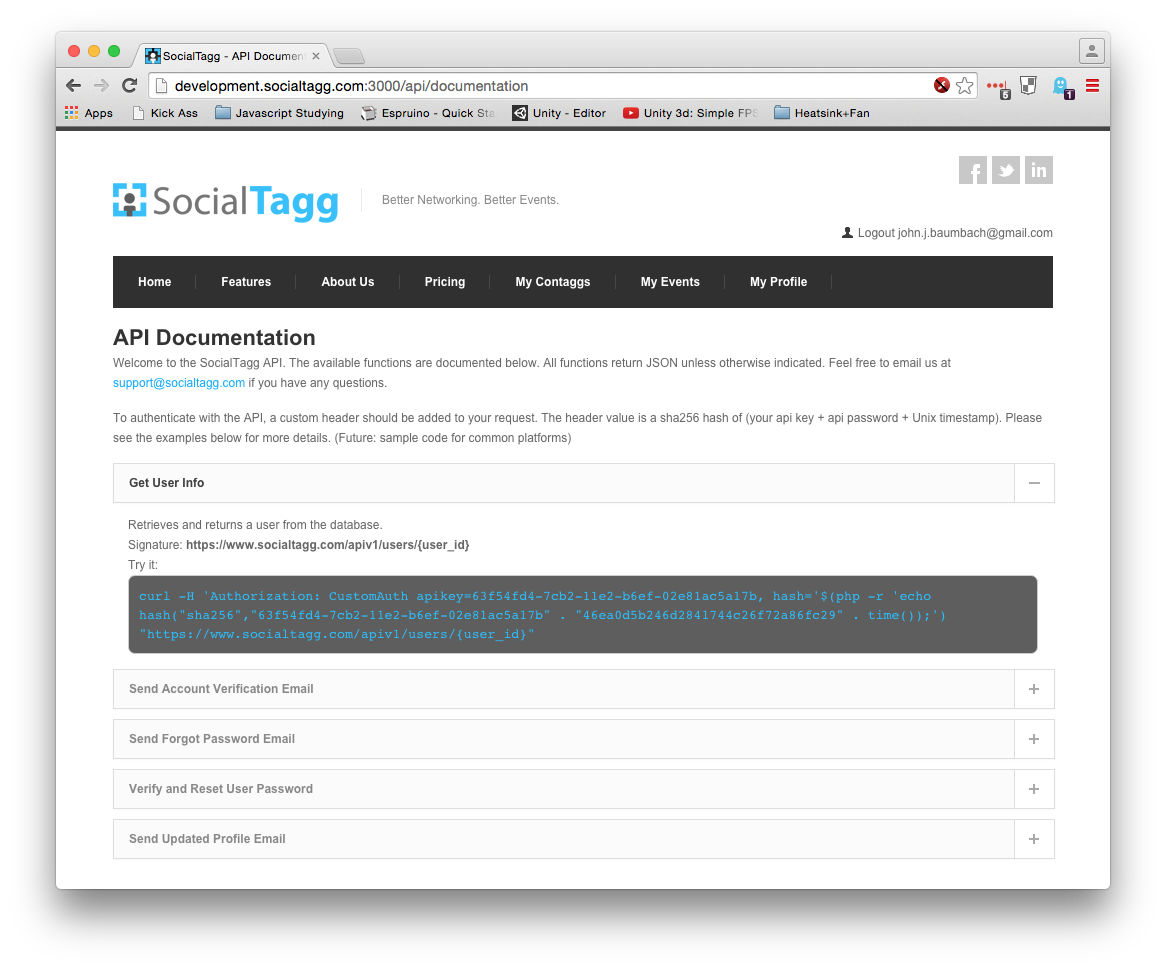 SocialTagg - API Documen
development.socialtagg.com:3000/api/documentation
6
1
Apps
Kick Ass
Javascript Studying
Espruino - Quick Sta
Unity - Editor
Unity 3d: Simple FPS
Heatsink+Fan
f
in
SocialTagg
Better Networking. Better Events.
Logout john.j.baumbach@gmail.com
Home
Features
About Us
Pricing
My Contaggs
My Events
My Profile
API Documentation
Welcome to the SocialTagg API. The available functions are documented below. All functions return JSON unless otherwise indicated. Feel free to email us at
support@socialtagg.com if you have any questions.
To authenticate with the API, a custom header should be added to your request. The header value is a sha256 hash of (your api key + api password + Unix timestamp). Please
see the examples below for more details. (Future: sample code for common platforms)
Get User Info
Retrieves and returns a user from the database.
Signature: https://www.socialtagg.com/apiv1/users/{user_id}
Try it:
curl -H 'Authorization: CustomAuth apikey=63f54fd4-7cb2-11e2-b6ef-02e81ac5a17b, hash='$(php -r 'echo
hash("sha256","63f54fd4-7cb2-11e2-b6ef-02e81ac5a17b" . "46ea0d5b246d2841744c26f72a86fc29" . time());')
"https://www.socialtagg.com/apiv1/users/{user_id}"
Send Account Verification Email
Send Forgot Password Email
Verify and Reset User Password
Send Updated Profile Email